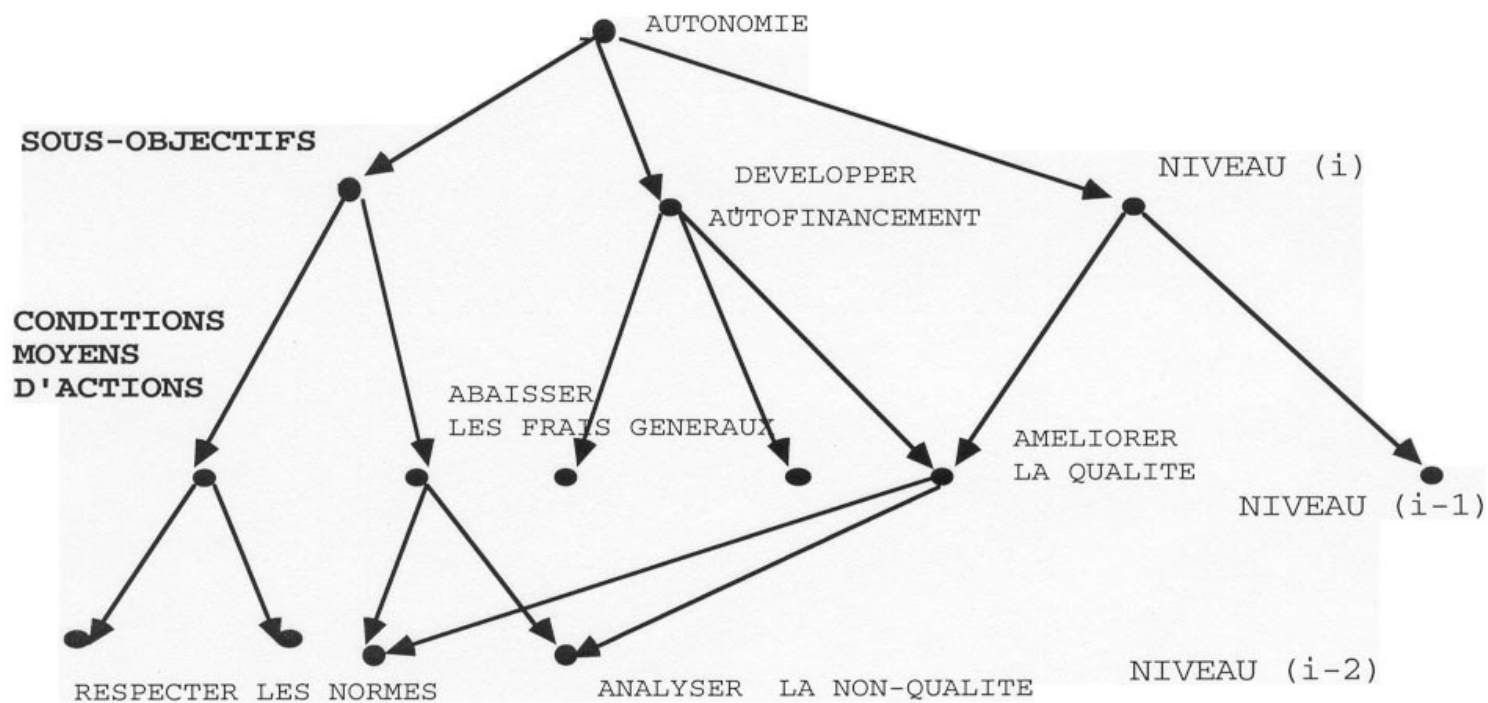 AUTONOMIE
SOUS-OBJECTIFS
NIVEAU (i)
DEVELOPPER
AUTOFINANCEMENT
CONDITIONS
MOYENS
D'ACTIONS
ABAISSER
LES FRAIS GENERAUX
AMELIORER
LA QUALITE
NIVEAU (i-1)
NIVEAU (i-2)
RESPECTER LES NORMES
ANALYSER LA NON-QUALITE